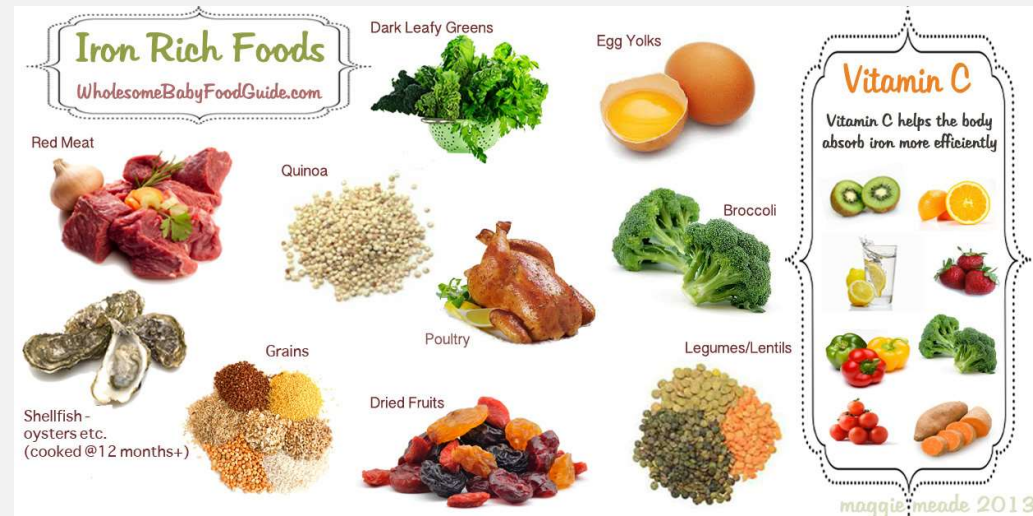 Iron Rich Foods
WholesomeBabyFoodGuide.com
Dark Leafy Greens
Egg Yolks
Red Meat
Quinoa
Broccoli
Poultry
Shellfish -
oysters etc.
(cooked @12 months+)
Grains
Dried Fruits
Legumes/Lentils
Vitamin C
Vitamin C helps the body
absorb iron more efficiently
maggie meade 2013